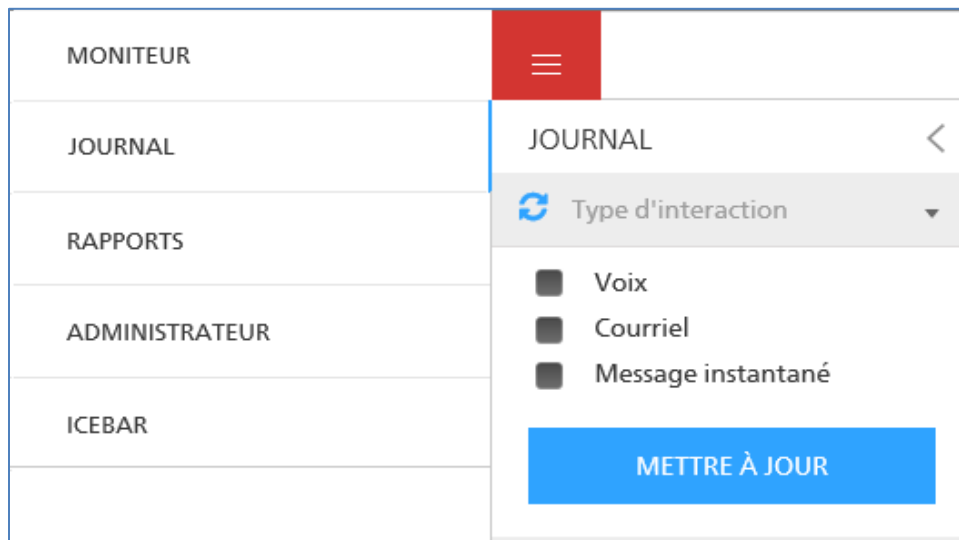 MONITEUR
JOURNAL
RAPPORTS
ADMINISTRATEUR
ICEBAR
JOURNAL
Type d'interaction
Voix
Courriel
Message instantané
METTRE À JOUR